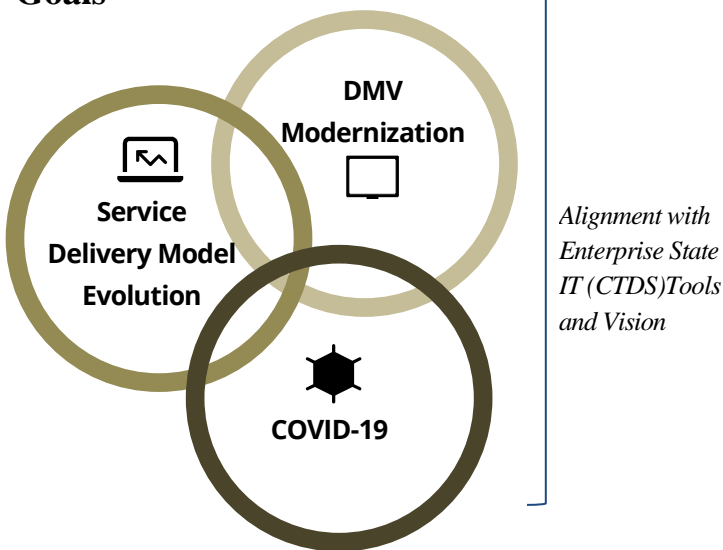 Goals
DMV
Modernization
Service
Delivery Model
Evolution
COVID-19
Alignment with
Enterprise State
IT (CTDS)Tools
and Vision